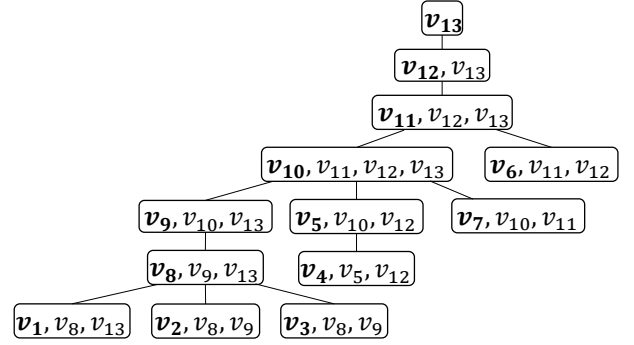 v₁₃
v₁₂, v₁₃
v₁₁, v₁₂, v₁₃
v₁₀, v₁₁, v₁₂, v₁₃
v₆, v₁₁, v₁₂
v₉, v₁₀, v₁₃
v₅, v₁₀, v₁₂
v₇, v₁₀, v₁₁
v₈, v₉, v₁₃
v₄, v₅, v₁₂
v₁, v₈, v₁₃
v₂, v₈, v₉
v₃, v₈, v₉